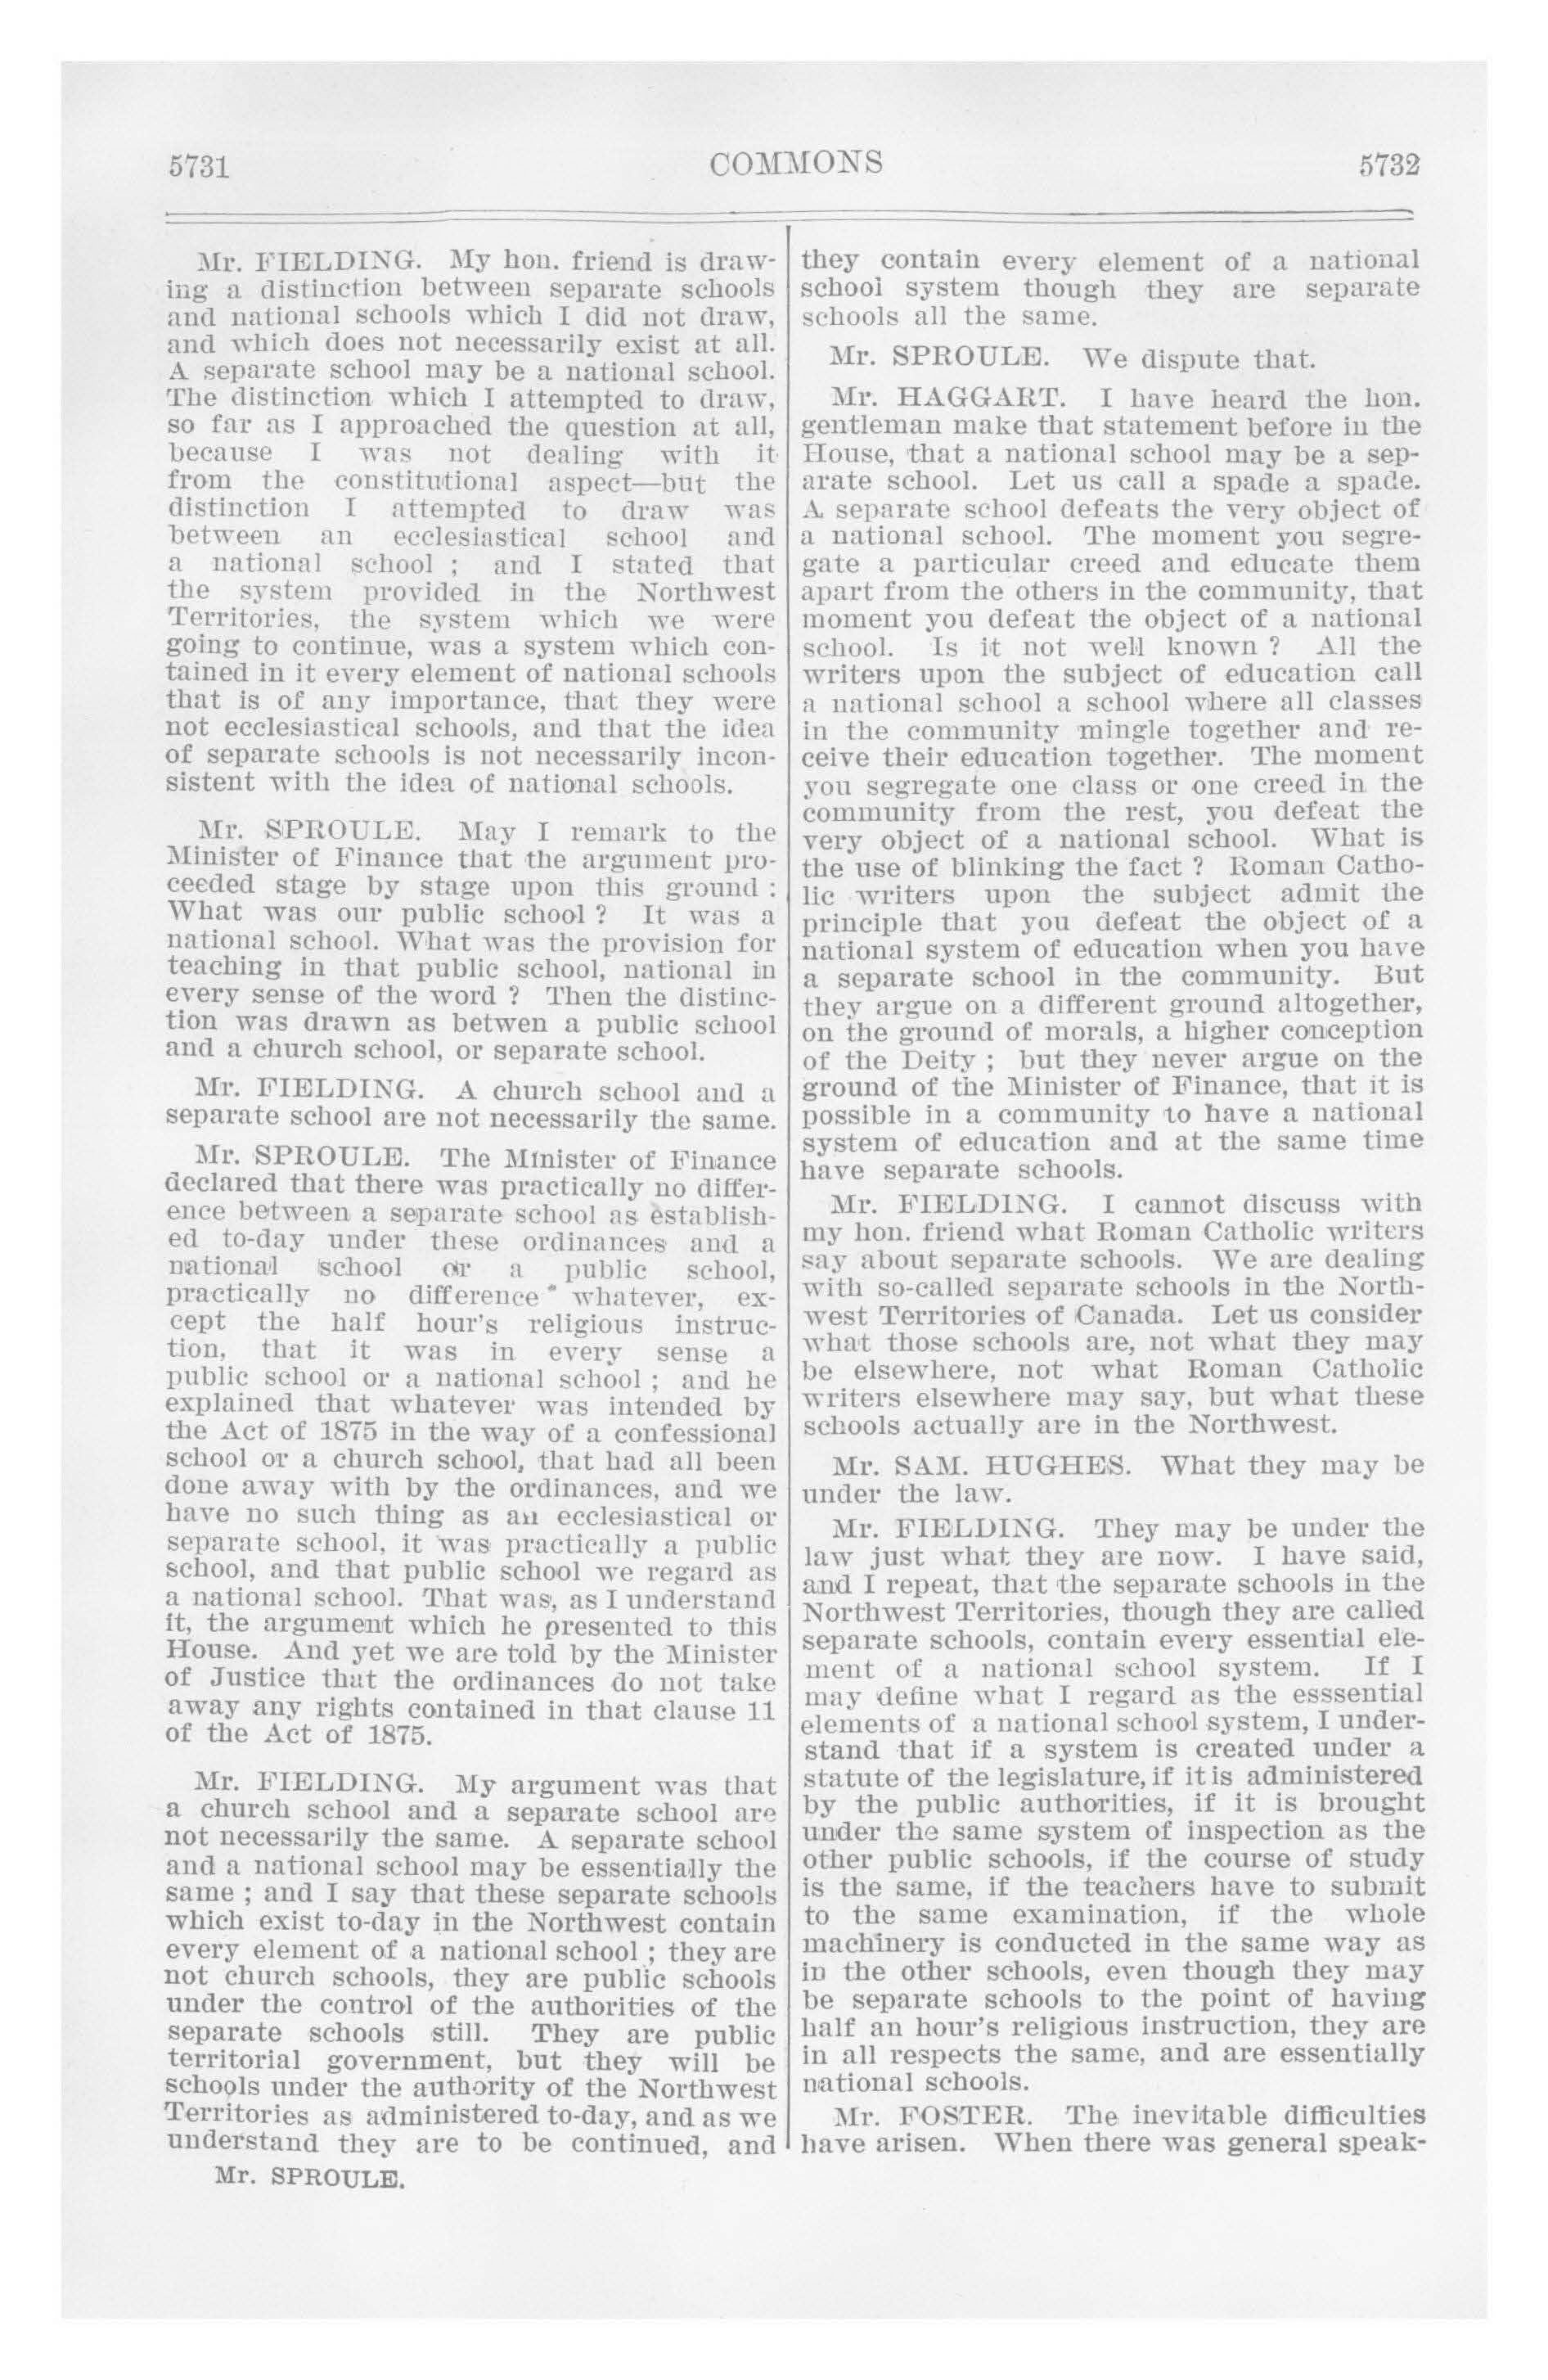 5731 COMMONS 5732
Mr. FIELDING. My hon. friend is draw-
ing a distinction between separate schools
and national schools which I did not draw,
and which does not necessarily exist at all.
A separate school may be a national school.
The distinction which I attempted to draw,
so far as I approached the question at all,
because I was not dealing with it
from the constitutional aspect—but the
distinction I attempted to draw was
between an ecclesiastical school and
a national school ; and I stated that
the system provided in the Northwest
Territories, the system which we were
going to continue, was a system which con-
tained in it every element of national schools
that is of any importance, that they were
not ecclesiastical schools, and that the idea
of separate schools is not necessarily incon-
sistent with the idea of national schools.
Mr. SPROULE. May I remark to the
Minister of Finance that the argument pro-
ceeded stage by stage upon this ground :
What was our public school ? It was a
national school. What was the provision for
teaching in that public school, national in
every sense of the word ? Then the distinc-
tion was drawn as betwen a public school
and a church school, or separate school.
Mr. FIELDING. A church school and a
separate school are not necessarily the same.
Mr. SPROULE. The Minister of Finance
declared that there was practically no differ-
ence between a separate school as establish-
ed to-day under these ordinances and a
national school or a public school,
practically no difference whatever, ex-
cept the half hour's religious instruc-
tion, that it was in every sense a
public school or a national school ; and he
explained that whatever was intended by
the Act of 1875 in the way of a confessional
school or a church school, that had all been
done away with by the ordinances, and we
have no such thing as an ecclesiastical or
separate school, it was practically a public
school, and that public school we regard as
a national school. That was, as I understand
it, the argument which he presented to this
House. And yet we are told by the Minister
of Justice that the ordinances do not take
away any rights contained in that clause 11
of the Act of 1875.
Mr. FIELDING. My argument was that
a church school and a separate school are
not necessarily the same. A separate school
and a national school may be essentially the
same ; and I say that these separate schools
which exist to-day in the Northwest contain
every element of a national school ; they are
not church schools, they are public schools
under the control of the authorities of the
separate schools still. They are public
territorial government, but they will be
schools under the authority of the Northwest
Territories as administered to-day, and as we
understand they are to be continued, and
Mr. SPROULE.
they contain every element of a national
school system though they are separate
schools all the same.
Mr. SPROULE. We dispute that.
Mr. HAGGART. I have heard the hon.
gentleman make that statement before in the
House, that a national school may be a sep-
arate school. Let us call a spade a spade.
A separate school defeats the very object of
a national school. The moment you segre-
gate a particular creed and educate them
apart from the others in the community, that
moment you defeat the object of a national
school. Is it not well known ? All the
writers upon the subject of education call
a national school a school where all classes
in the community mingle together and re-
ceive their education together. The moment
you segregate one class or one creed in the
community from the rest, you defeat the
very object of a national school. What is
the use of blinking the fact ? Roman Catho-
lic writers upon the subject admit the
principle that you defeat the object of a
national system of education when you have
a separate school in the community. But
they argue on a different ground altogether,
on the ground of morals, a higher conception
of the Deity ; but they never argue on the
ground of the Minister of Finance, that it is
possible in a community to have a national
system of education and at the same time
have separate schools.
Mr. FIELDING. I cannot discuss with
my hon. friend what Roman Catholic writers
say about separate schools. We are dealing
with so-called separate schools in the North-
west Territories of Canada. Let us consider
what those schools are, not what they may
be elsewhere, not what Roman Catholic
writers elsewhere may say, but what these
schools actually are in the Northwest.
Mr. SAM. HUGHES. What they may be
under the law.
Mr. FIELDING. They may be under the
law just what they are now. I have said,
and I repeat, that the separate schools in the
Northwest Territories, though they are called
separate schools, contain every essential ele-
ment of a national school system. If I
may define what I regard as the esssential
elements of a national school system, I under-
stand that if a system is created under a
statute of the legislature, if it is administered
by the public authorities, if it is brought
under the same system of inspection as the
other public schools, if the course of study
is the same, if the teachers have to submit
to the same examination, if the whole
machinery is conducted in the same way as
in the other schools, even though they may
be separate schools to the point of having
half an hour's religious instruction, they are
in all respects the same, and are essentially
national schools.
Mr. FOSTER. The inevitable difficulties
have arisen. When there was general speak-